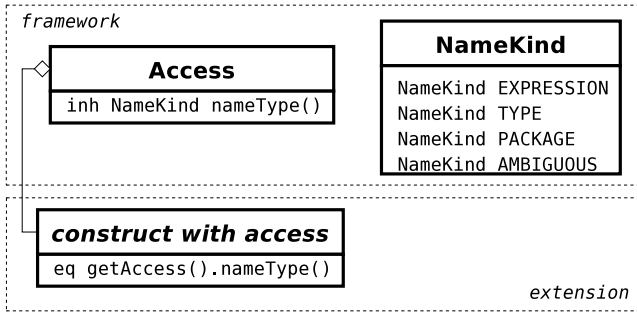 framework
Access
inh NameKind nameType()
NameKind
NameKind EXPRESSION
NameKind TYPE
NameKind PACKAGE
NameKind AMBIGUOUS
construct with access
eq getAccess().nameType()
extension